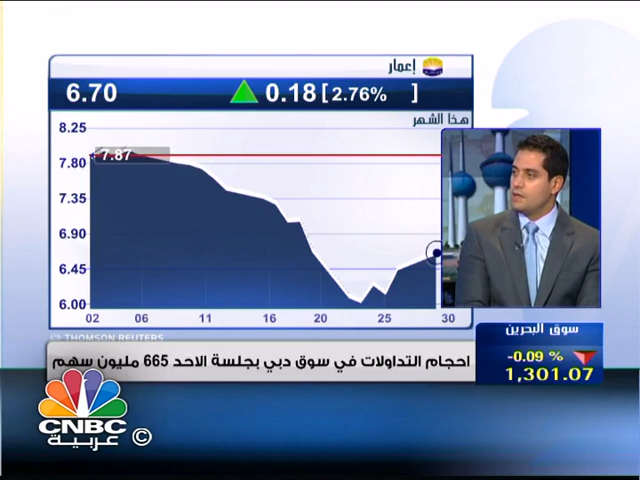 إعمار
6.70 0.18 [ 2.76% ]
هذا الشهر
8.25
7.87
7.80
7.35
6.90
6.45
6.00
02 06 11 16 20 25 30
THOMSON REUTERS
سوق البحرين
-0.09 %
1,301.07
احجام التداولات في سوق دبي بجلسة الاحد 665 مليون سهم
CNBC
عربية ©